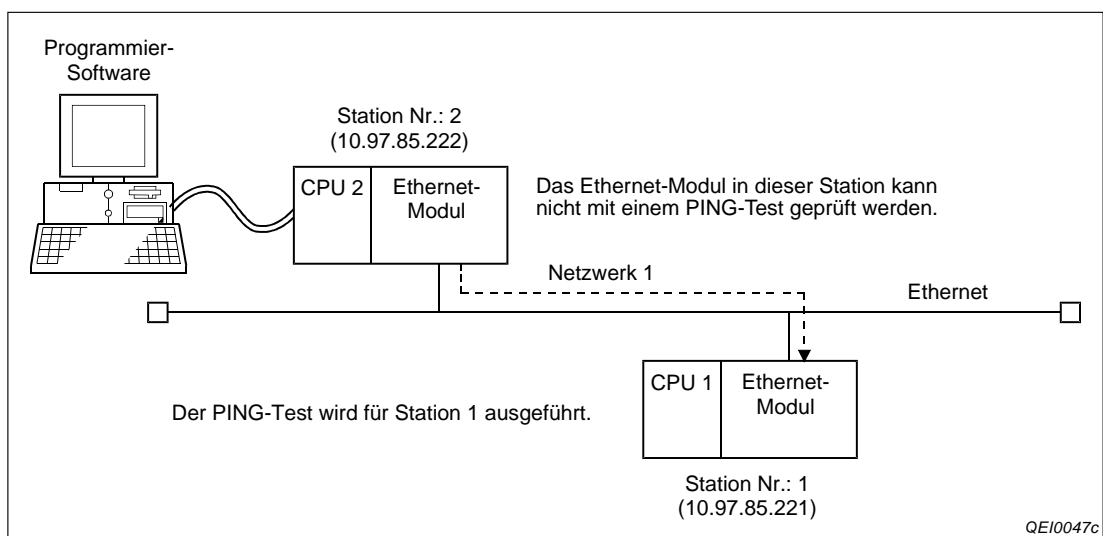 Programmier-
Software
Station Nr.: 2
(10.97.85.222)
CPU 2
Ethernet-
Modul
Das Ethernet-Modul in dieser Station kann
nicht mit einem PING-Test geprüft werden.
Netzwerk 1
Ethernet
CPU 1
Ethernet-
Modul
Der PING-Test wird für Station 1 ausgeführt.
Station Nr.: 1
(10.97.85.221)
QEI0047c